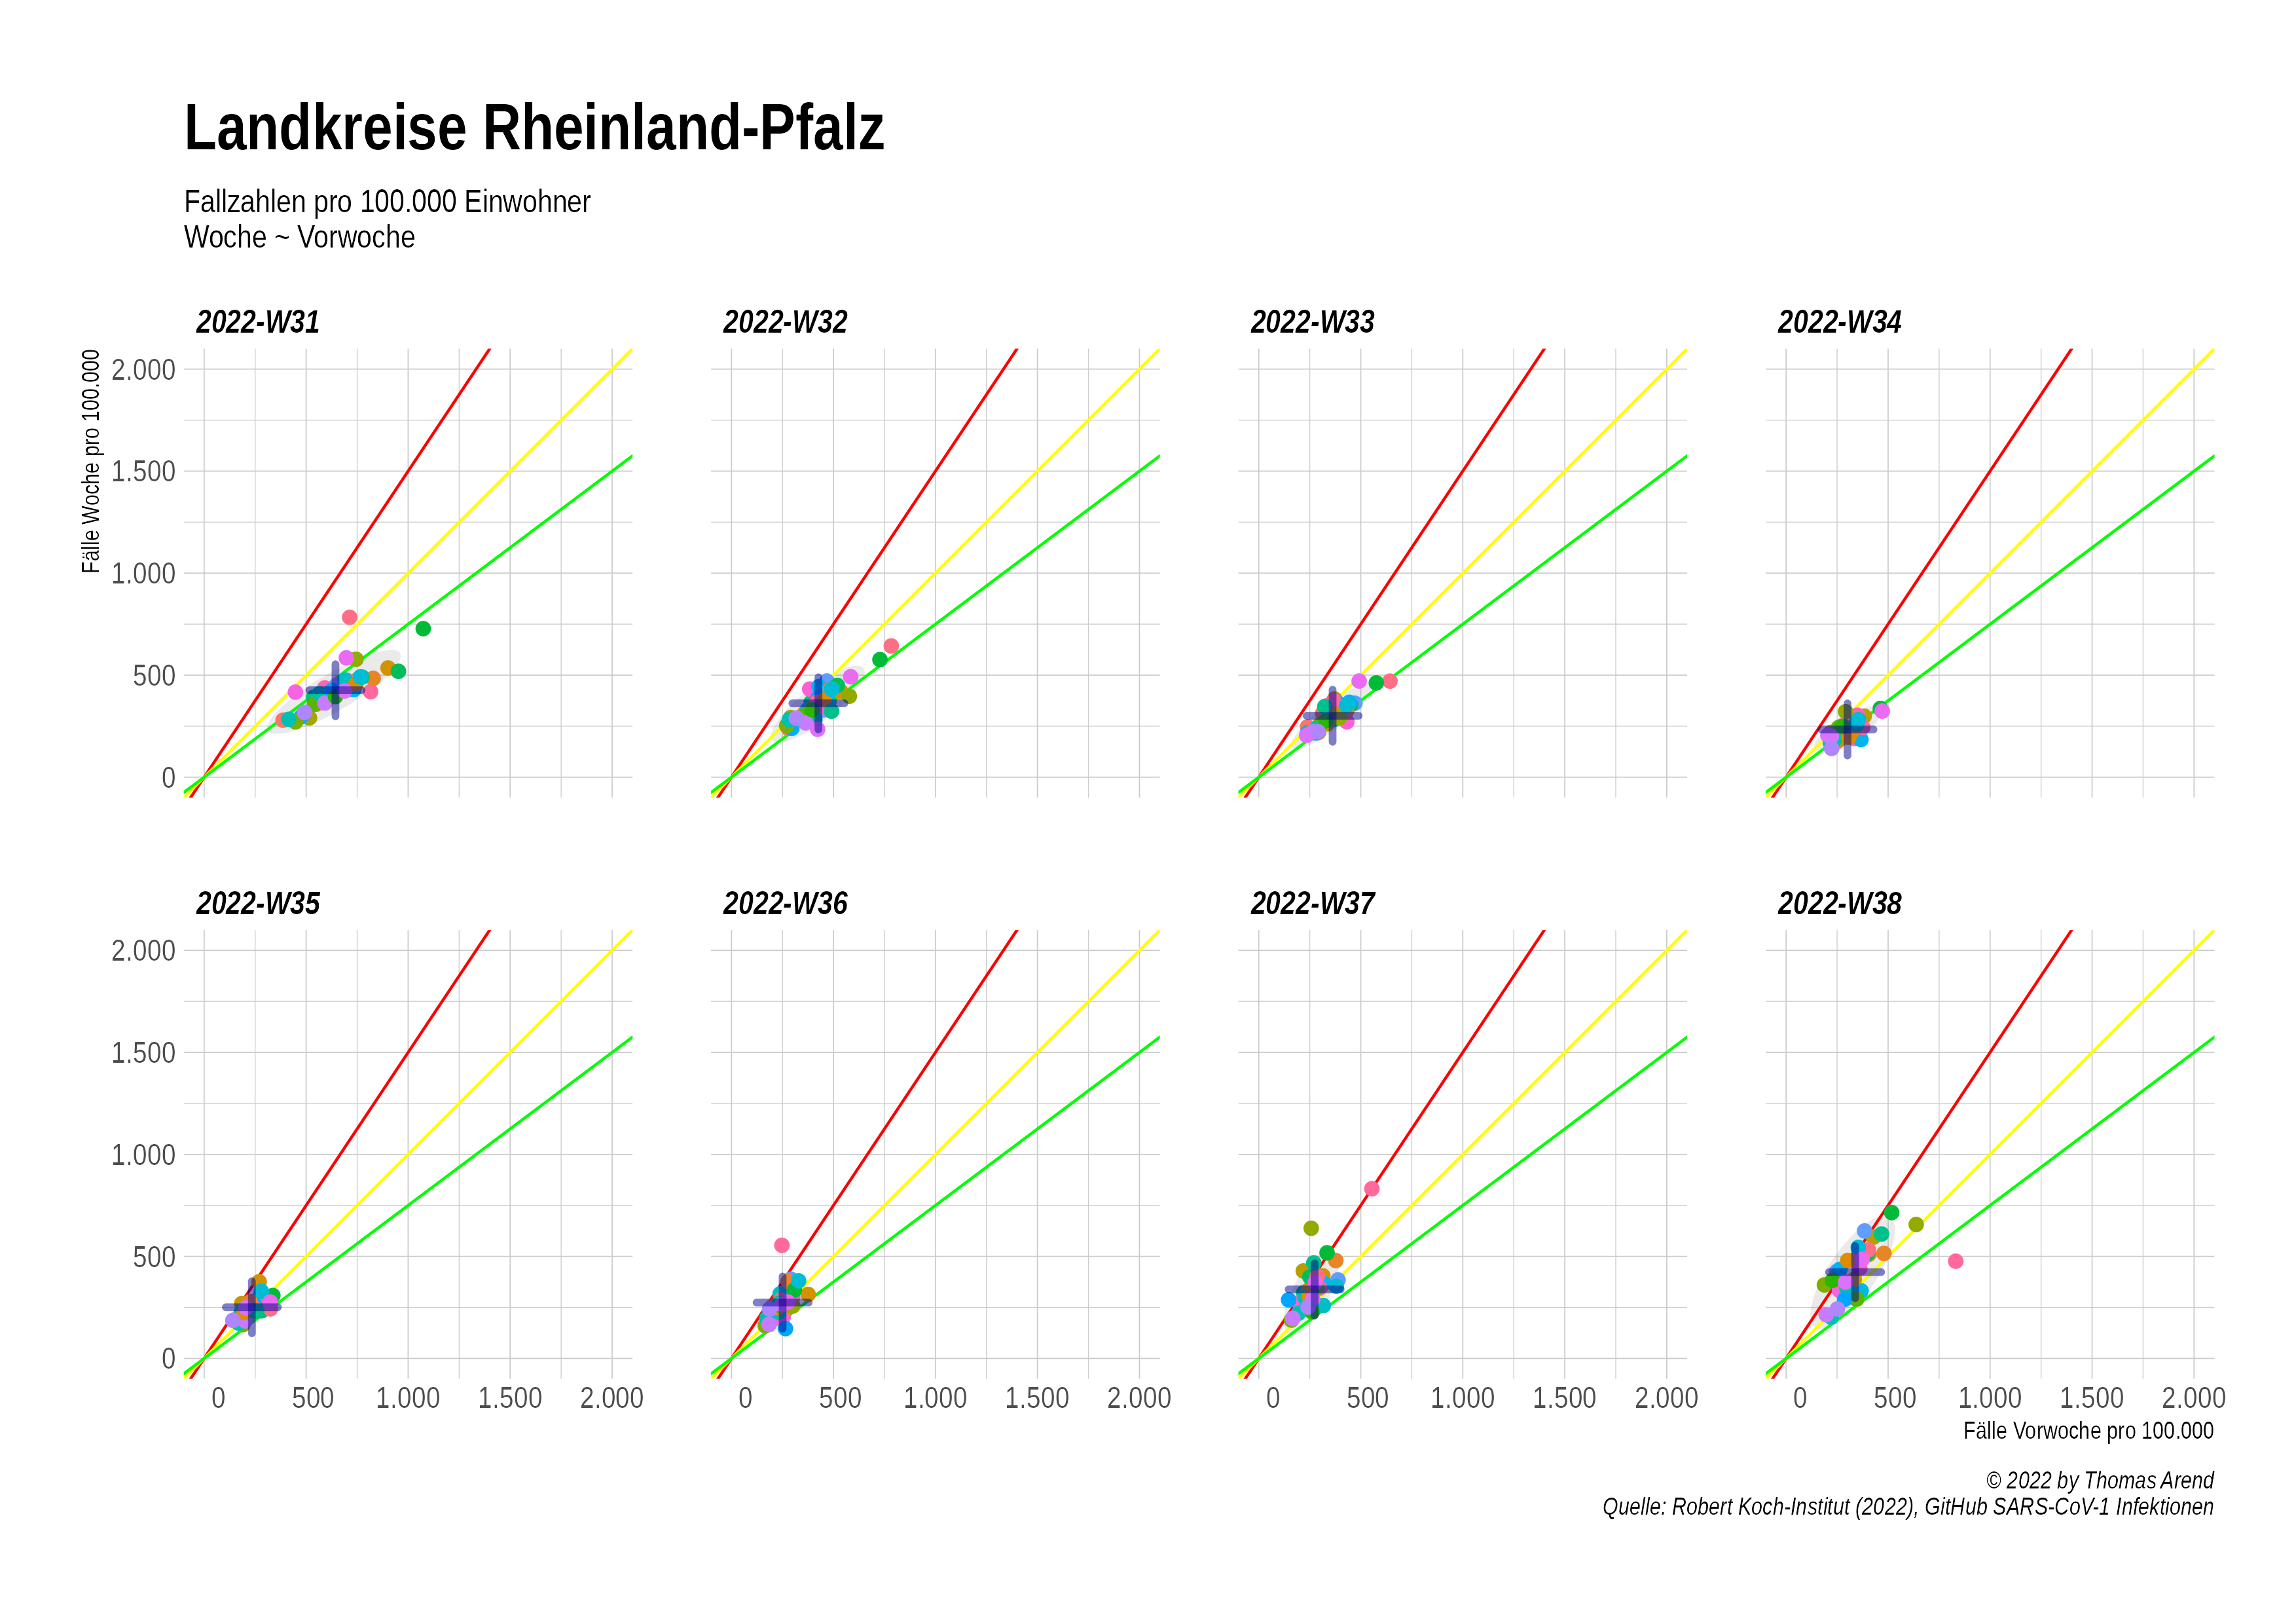 Landkreise Rheinland-Pfalz
Fallzahlen pro 100.000 Einwohner
Woche ~ Vorwoche
2022-W31
2022-W32
2022-W33
2022-W34
Fälle Woche pro 100.000
2.000
1.500
1.000
500
0
2022-W35
2022-W36
2022-W37
2022-W38
2.000
1.500
1.000
500
0
0 500 1.000 1.500 2.000
0 500 1.000 1.500 2.000
0 500 1.000 1.500 2.000
0 500 1.000 1.500 2.000
Fälle Vorwoche pro 100.000
© 2022 by Thomas Arend
Quelle: Robert Koch-Institut (2022), GitHub SARS-CoV-1 Infektionen